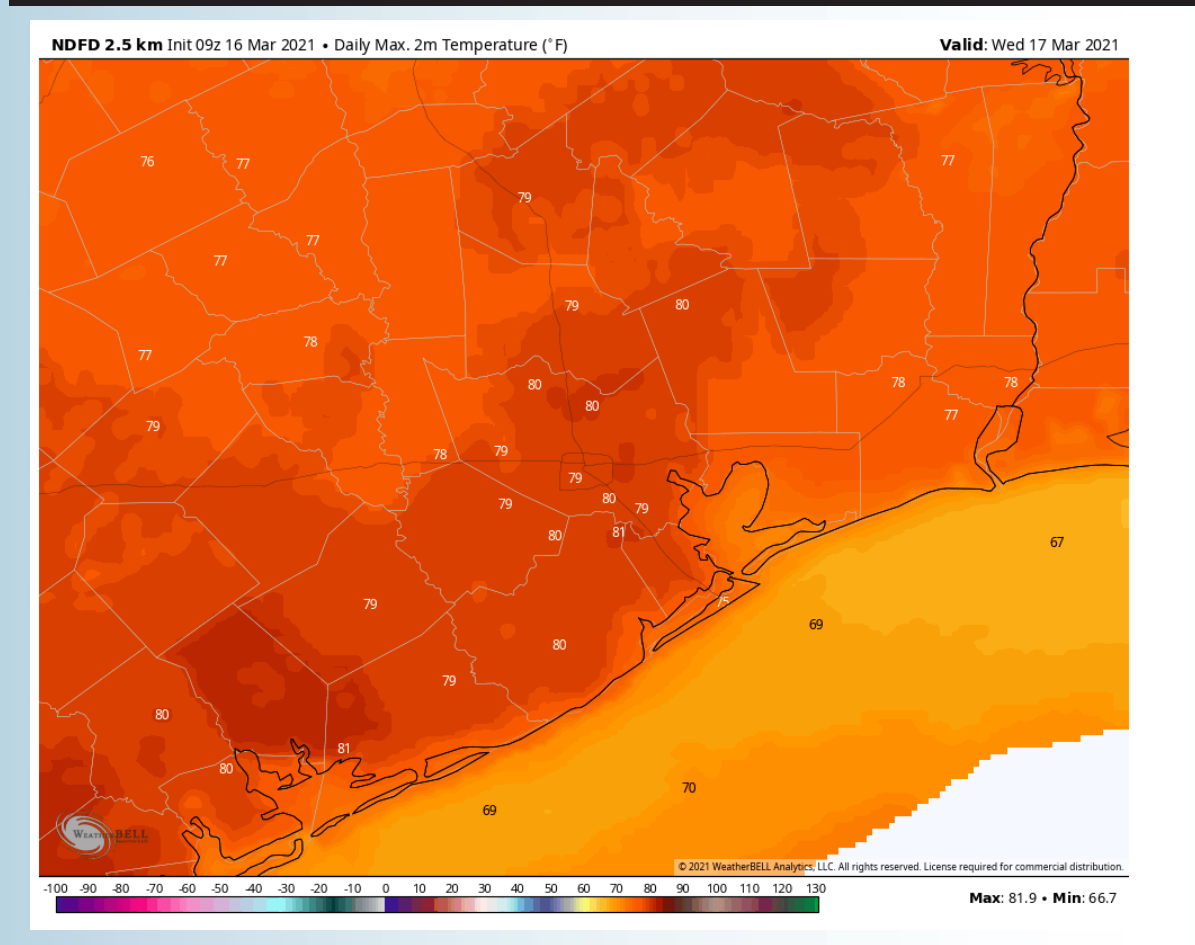 NDFD 2.5 km Init 09z 16 Mar 2021 • Daily Max. 2m Temperature (°F) Valid: Wed 17 Mar 2021
76 77 77
79
77
77
79 80
78
77
80 78 78
80 77
79
78 79
79
79 80 79
80 81
67
79 75
69
80
79
80
81
80
70
69
WEATHERBELL
© 2021 WeatherBELL Analytics, LLC. All rights reserved. License required for commercial distribution.
-100 -90 -80 -70 -60 -50 -40 -30 -20 -10 0 10 20 30 40 50 60 70 80 90 100 110 120 130
Max: 81.9 • Min: 66.7